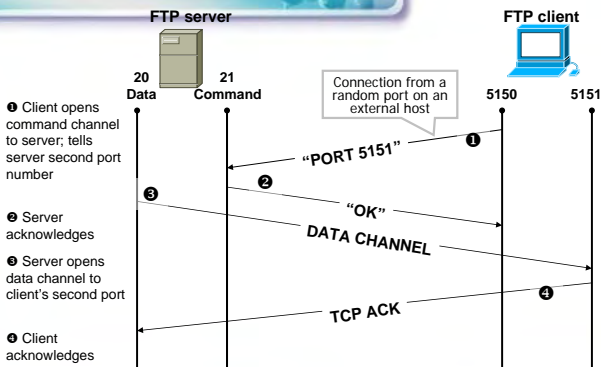 FTP server
FTP client
20
Data
21
Command
Connection from a
random port on an
external host
5150
5151
❶ Client opens
command channel
to server; tells
server second port
number
❷ Server
acknowledges
❸ Server opens
data channel to
client's second port
❹ Client
acknowledges
❶
"PORT 5151"
❷
"OK"
❸
DATA CHANNEL
❹
TCP ACK